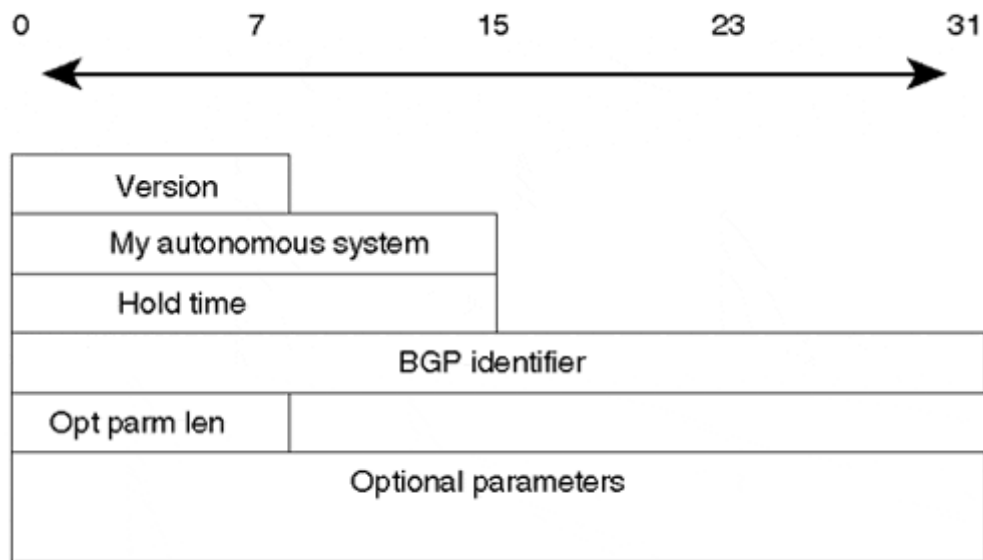 0 7 15 23 31
Version
My autonomous system
Hold time
BGP identifier
Opt parm len
Optional parameters